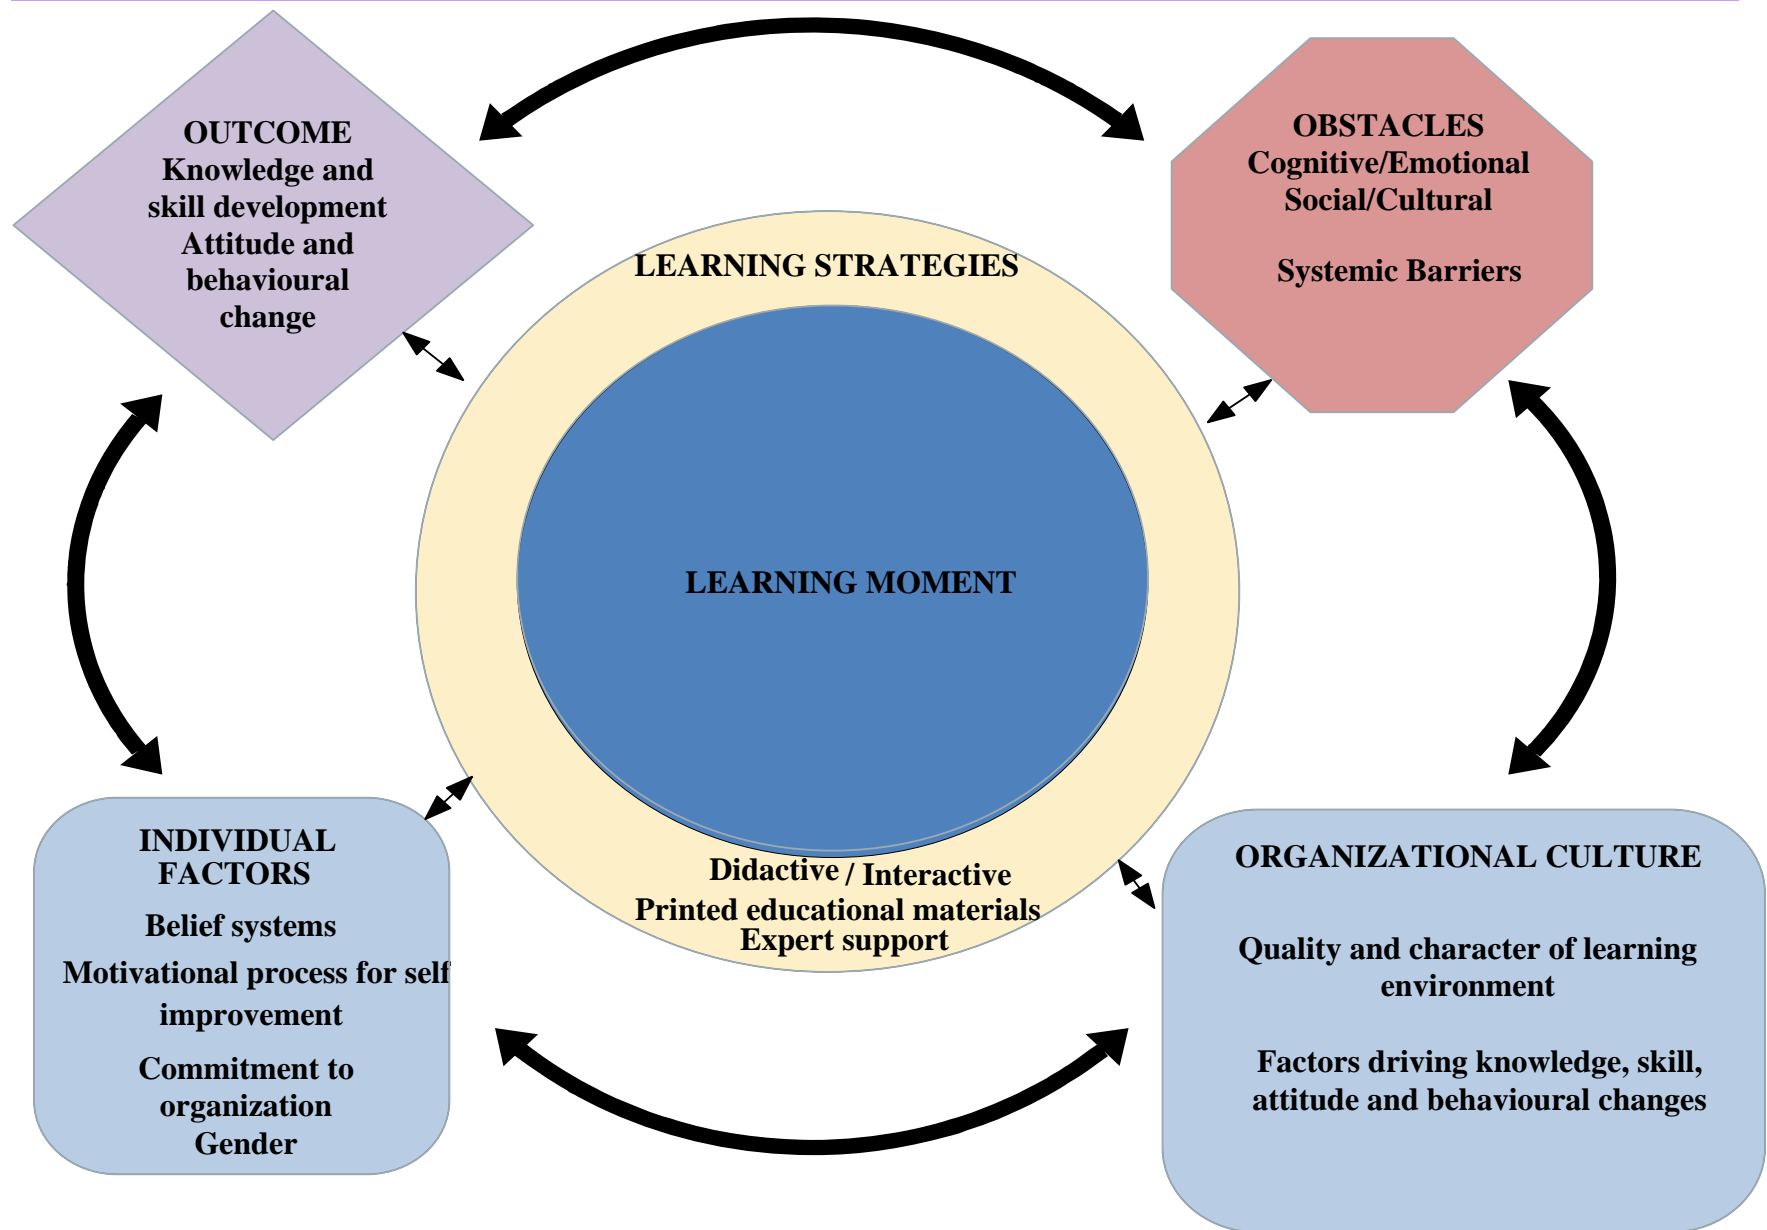 OUTCOME
Knowledge and
skill development
Attitude and
behavioural
change
OBSTACLES
Cognitive/Emotional
Social/Cultural
Systemic Barriers
LEARNING STRATEGIES
LEARNING MOMENT
Didactive / Interactive
Printed educational materials
Expert support
INDIVIDUAL
FACTORS
Belief systems
Motivational process for self
improvement
Commitment to
organization
Gender
ORGANIZATIONAL CULTURE
Quality and character of learning
environment
Factors driving knowledge, skill,
attitude and behavioural changes